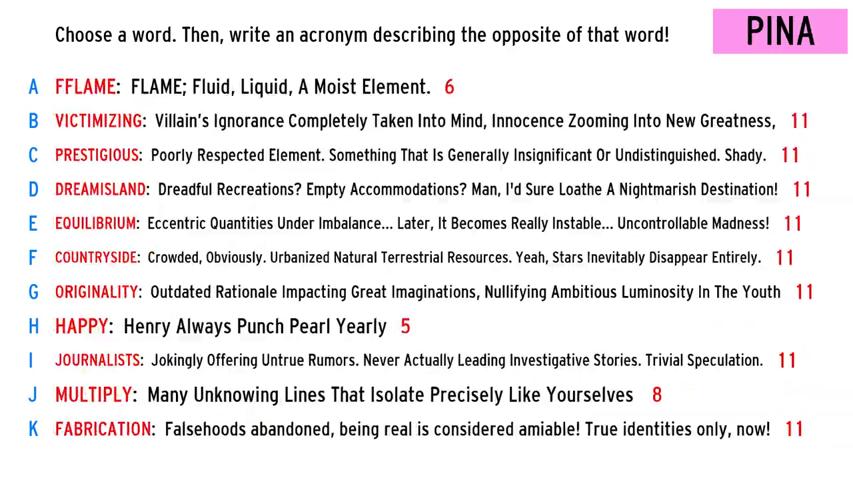 Choose a word. Then, write an acronym describing the opposite of that word!
PINA
A FFLAME: FLAME; Fluid, Liquid, A Moist Element. 6
B VICTIMIZING: Villain's Ignorance Completely Taken Into Mind, Innocence Zooming Into New Greatness, 11
C PRESTIGIOUS: Poorly Respected Element. Something That Is Generally Insignificant Or Undistinguished. Shady. 11
D DREAMISLAND: Dreadful Recreations? Empty Accommodations? Man, I'd Sure Loathe A Nightmarish Destination! 11
E EQUILIBRIUM: Eccentric Quantities Under Imbalance... Later, It Becomes Really Instable... Uncontrollable Madness! 11
F COUNTRYSIDE: Crowded, Obviously. Urbanized Natural Terrestrial Resources. Yeah, Stars Inevitably Disappear Entirely. 11
G ORIGINALITY: Outdated Rationale Impacting Great Imaginations, Nullifying Ambitious Luminosity In The Youth 11
H HAPPY: Henry Always Punch Pearl Yearly 5
I JOURNALISTS: Jokingly Offering Untrue Rumors. Never Actually Leading Investigative Stories. Trivial Speculation. 11
J MULTIPLY: Many Unknowing Lines That Isolate Precisely Like Yourselves 8
K FABRICATION: Falsehoods abandoned, being real is considered amiable! True identities only, now! 11